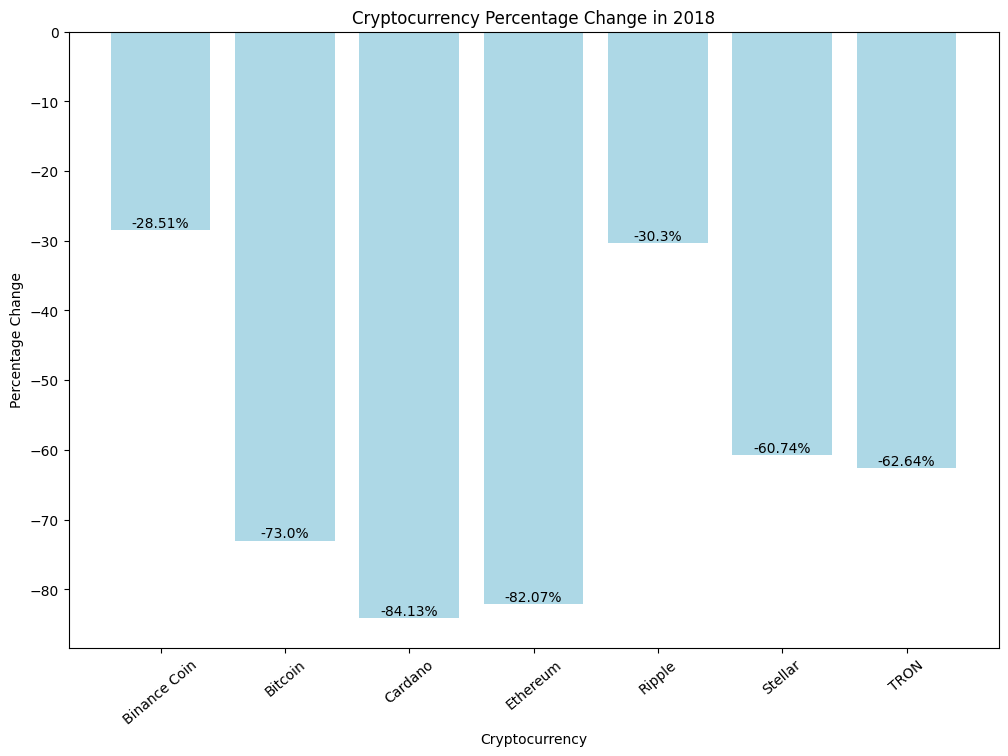 Cryptocurrency Percentage Change in 2018
Percentage Change
0
−10
−20
−30
−40
−50
−60
−70
−80
-28.51%
-73.0%
-84.13%
-82.07%
-30.3%
-60.74%
-62.64%
Binance Coin
Bitcoin
Cardano
Ethereum
Ripple
Stellar
TRON
Cryptocurrency